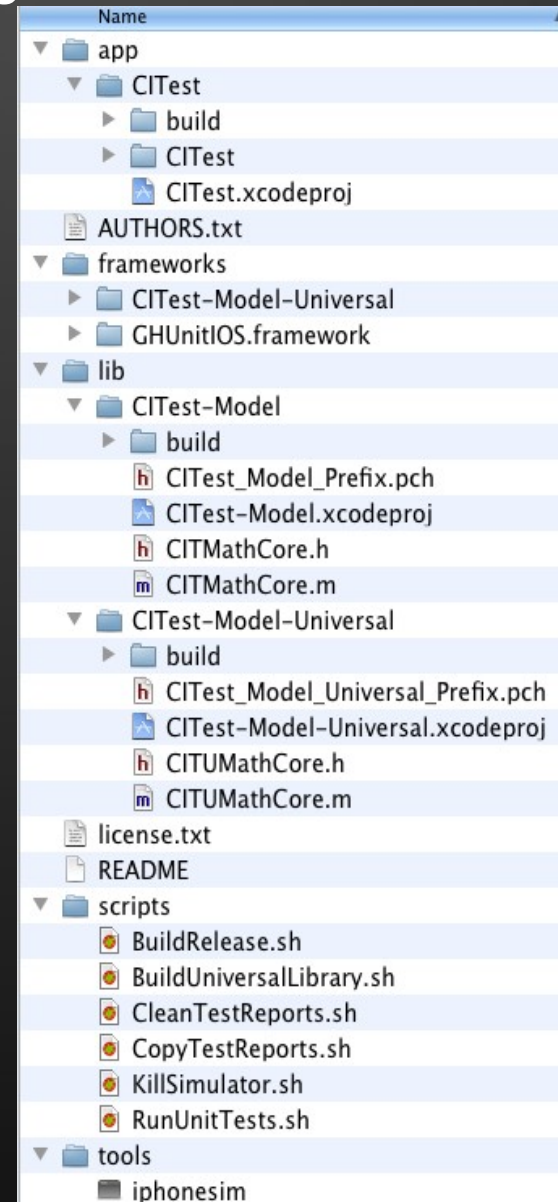 Name
app
CITest
build
CITest
CITest.xcodeproj
AUTHORS.txt
frameworks
CITest-Model-Universal
GHUnitIOS.framework
lib
CITest-Model
build
CITest_Model_Prefix.pch
CITest-Model.xcodeproj
CITMathCore.h
CITMathCore.m
CITest-Model-Universal
build
CITest_Model_Universal_Prefix.pch
CITest-Model-Universal.xcodeproj
CITUMathCore.h
CITUMathCore.m
license.txt
README
scripts
BuildRelease.sh
BuildUniversalLibrary.sh
CleanTestReports.sh
CopyTestReports.sh
KillSimulator.sh
RunUnitTests.sh
tools
iphonesim